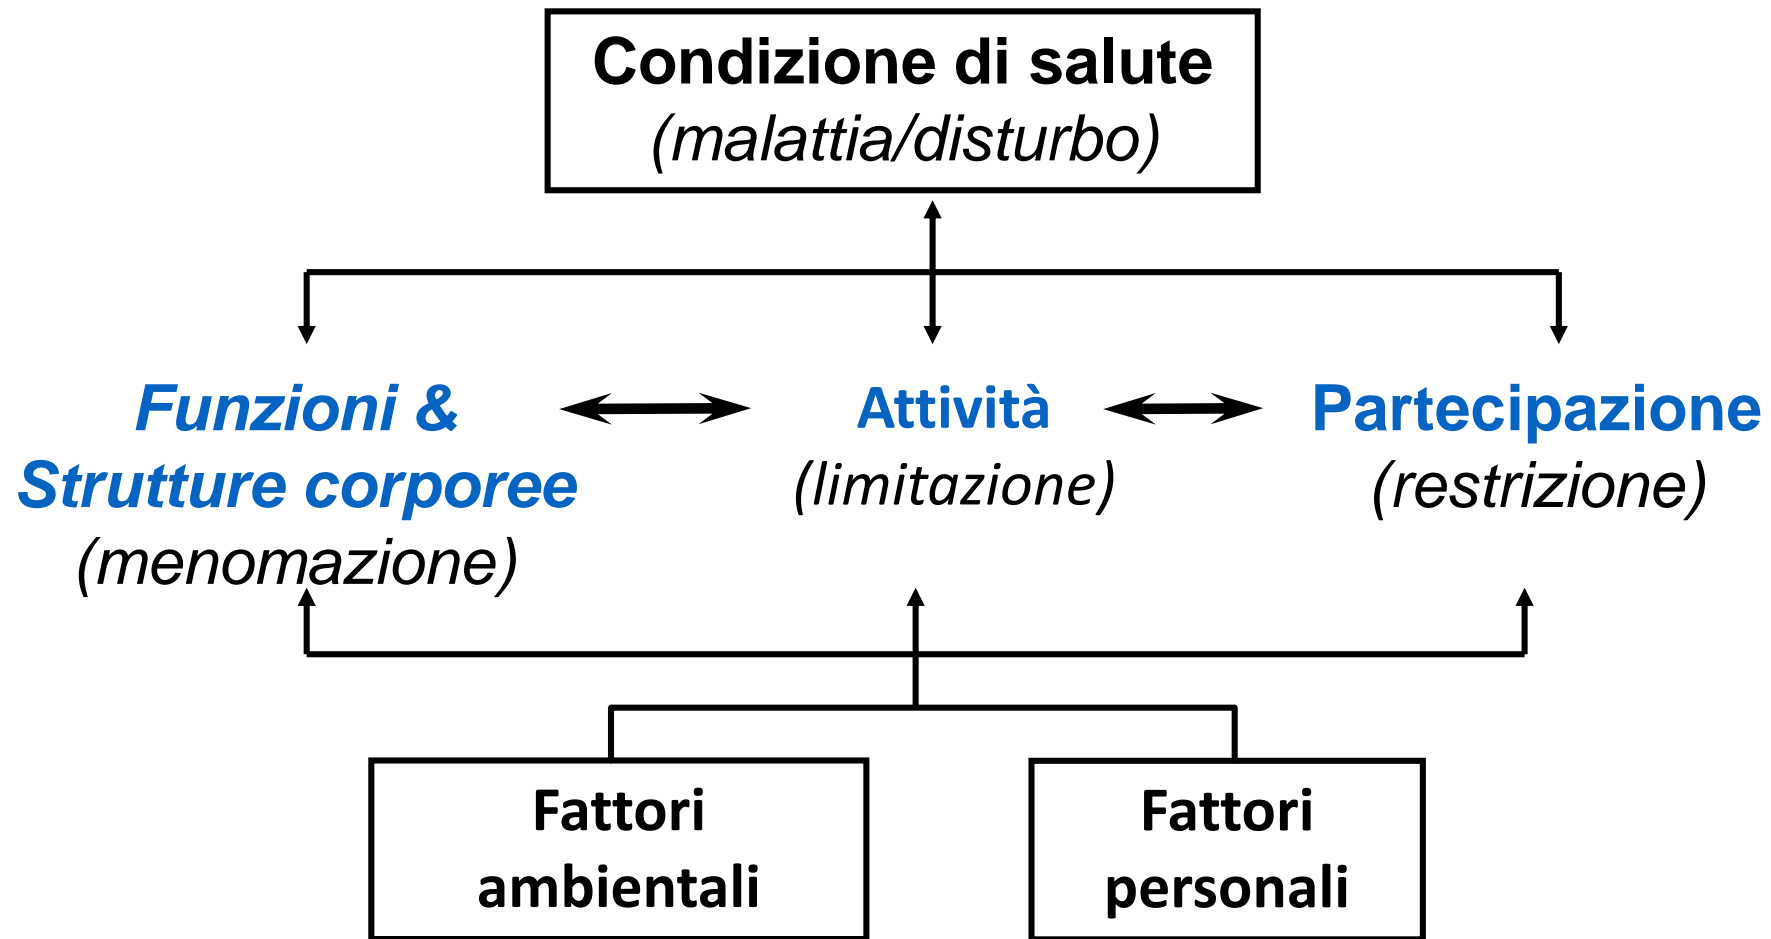 Condizione di salute
(malattia/disturbo)
Funzioni &
Strutture corporee
(menomazione)
Attività
(limitazione)
Partecipazione
(restrizione)
Fattori
ambientali
Fattori
personali